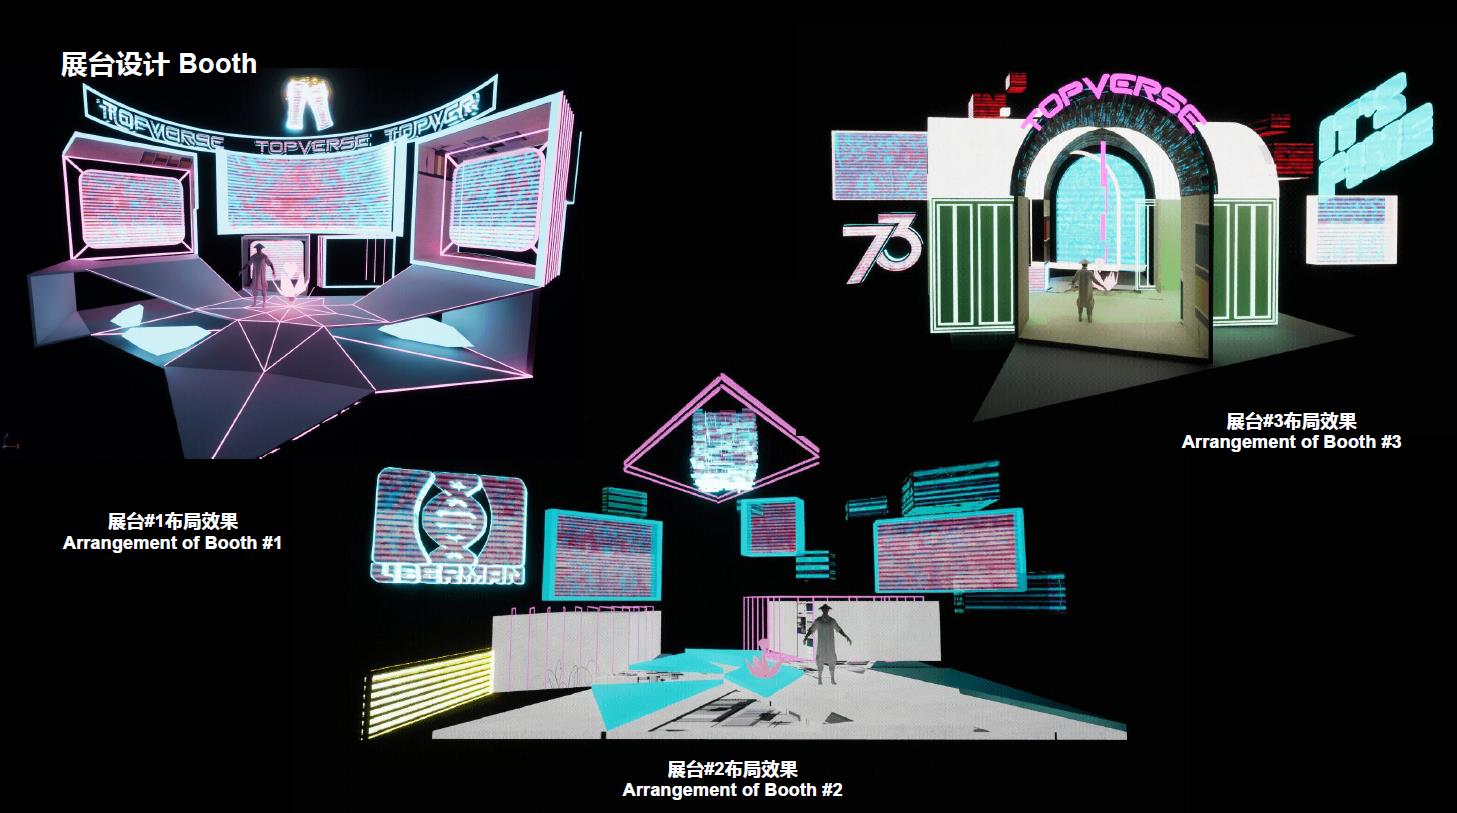 展台设计 Booth
TOPVERSE TOPVERSE TOPVER
展台#1布局效果
Arrangement of Booth #1
TOPVERSE
IT'S
73
展台#3布局效果
Arrangement of Booth #3
展台#2布局效果
Arrangement of Booth #2